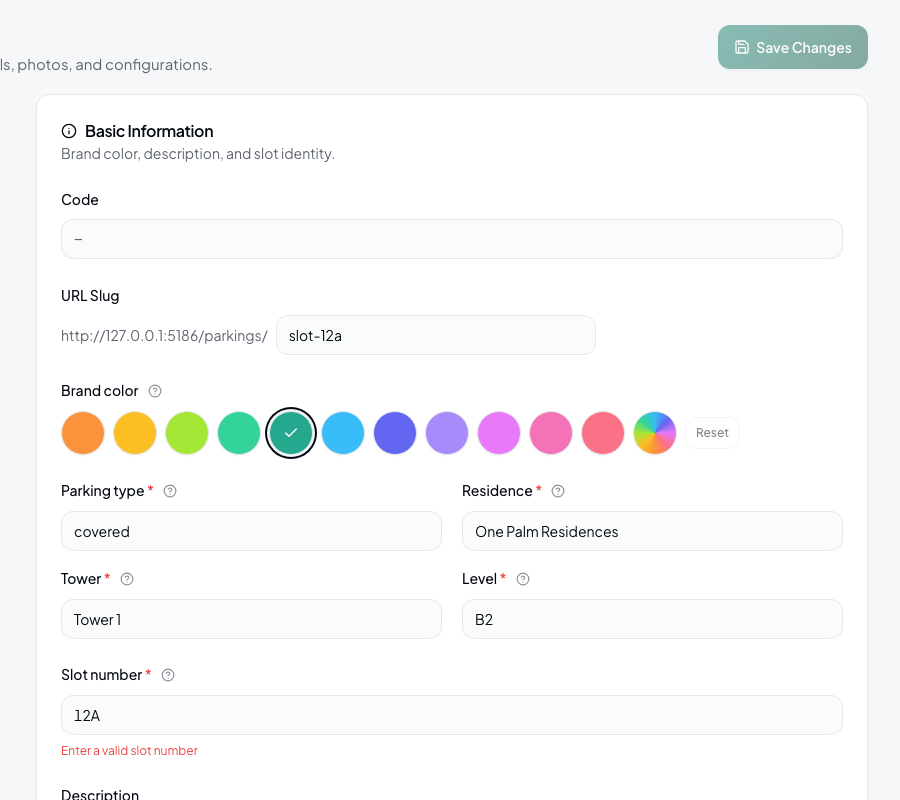 Save Changes
ls, photos, and configurations.
Basic Information
Brand color, description, and slot identity.
Code
—
URL Slug
http://127.0.0.1:5186/parkings/ slot-12a
Brand color
Reset
Parking type * Residence *
covered One Palm Residences
Tower * Level *
Tower 1 B2
Slot number *
12A
Enter a valid slot number
Description